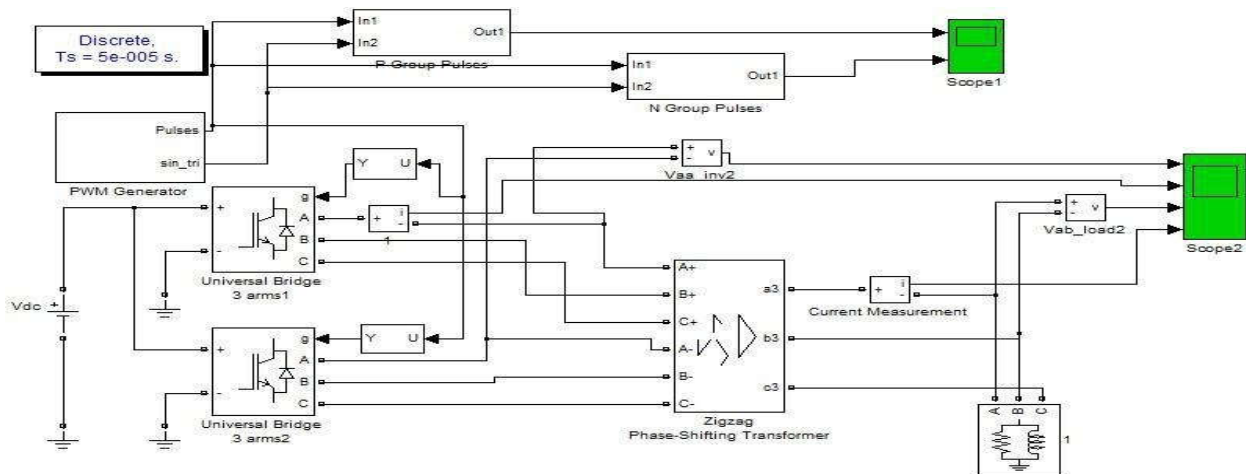 Discrete,
Ts = 5e-005 s.
In1
In2
Out1
P Group Pulses
In1
In2
Out1
N Group Pulses
Scope1
Pulses
sin_tri
PWM Generator
Y U
+
-
v
Vaa_inv2
g
A
B
C
+
-
Universal Bridge
3 arms1
+
i
-
1
+
-
v
Vab_load2
Scope2
Vdc
+
Y U
g
A
B
C
+
-
Universal Bridge
3 arms2
A+
B+
C+
A-
B-
C-
a3
b3
c3
Zigzag
Phase-Shifting Transformer
+
i
-
Current Measurement
A B C
1